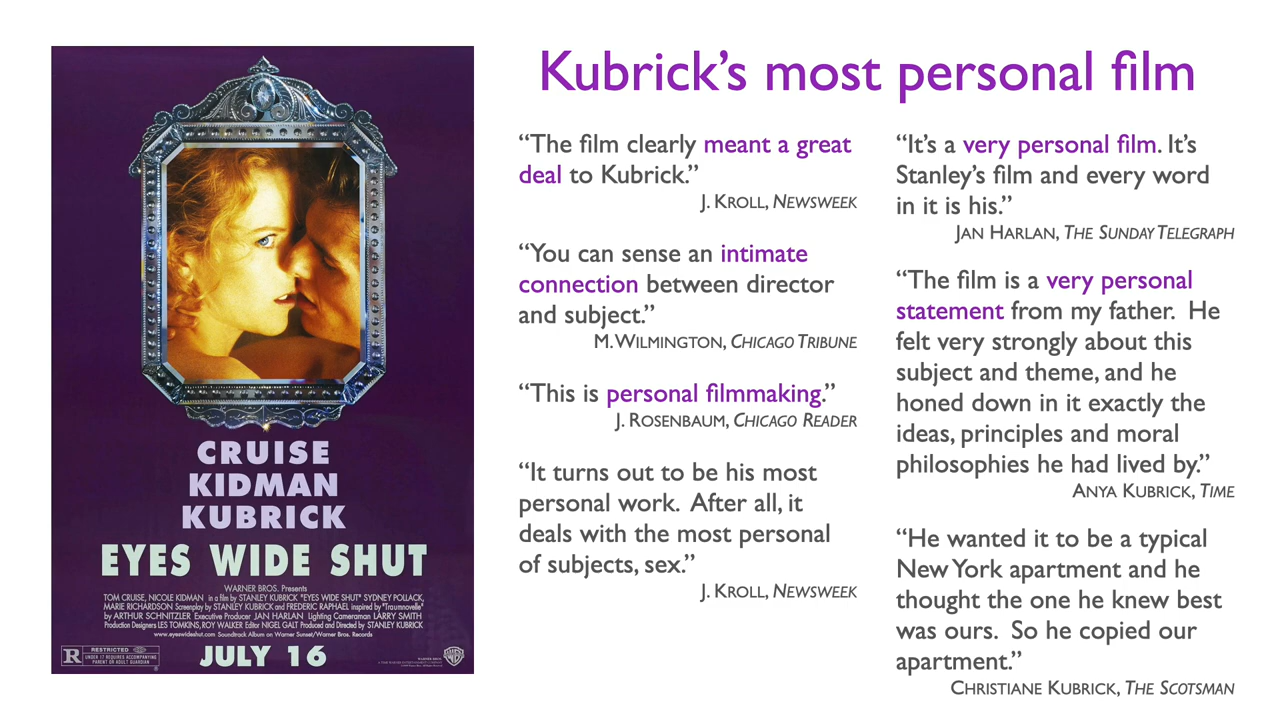 Kubrick's most personal film
CRUISE
KIDMAN
KUBRICK
EYES WIDE SHUT
WARNER BROS. Presents
TOM CRUISE, NICOLE KIDMAN in a film by STANLEY KUBRICK "EYES WIDE SHUT" SYDNEY POLLACK,
MARIE RICHARDSON Screenplay by STANLEY KUBRICK and FREDERIC RAPHAEL inspired by "Traumnovelle"
by ARTHUR SCHNITZLER Executive Producer JAN HARLAN Lighting Cameraman LARRY SMITH
Production Designers LES TOMKINS, ROY WALKER Editor NIGEL GALT Produced and Directed by STANLEY KUBRICK
www.eyeswideshut.com Soundtrack Album on Warner Sunset/Warner Bros. Records
R RESTRICTED
UNDER 17 REQUIRES ACCOMPANYING
PARENT OR ADULT GUARDIAN
JULY 16
“The film clearly meant a great
deal to Kubrick.”
J. KROLL, NEWSWEEK
“You can sense an intimate
connection between director
and subject.”
M. WILMINGTON, CHICAGO TRIBUNE
“This is personal filmmaking.”
J. ROSENBAUM, CHICAGO READER
“It turns out to be his most
personal work. After all, it
deals with the most personal
of subjects, sex.”
J. KROLL, NEWSWEEK
“It’s a very personal film. It’s
Stanley’s film and every word
in it is his.”
JAN HARLAN, THE SUNDAY TELEGRAPH
“The film is a very personal
statement from my father. He
felt very strongly about this
subject and theme, and he
honed down in it exactly the
ideas, principles and moral
philosophies he had lived by.”
ANYA KUBRICK, TIME
“He wanted it to be a typical
New York apartment and he
thought the one he knew best
was ours. So he copied our
apartment.”
CHRISTIANE KUBRICK, THE SCOTSMAN